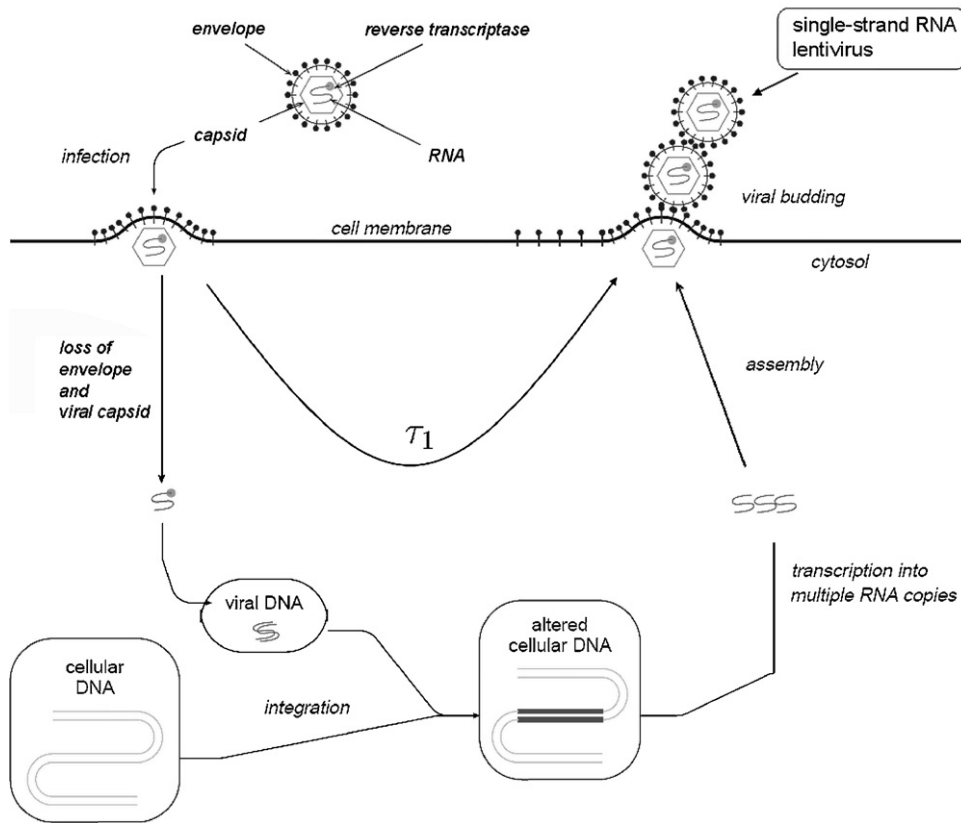 envelope
reverse transcriptase
single-strand RNA
lentivirus
capsid
RNA
infection
viral budding
cell membrane
cytosol
loss of
envelope
and
viral capsid
assembly
τ1
transcription into
multiple RNA copies
viral DNA
altered
cellular DNA
cellular
DNA
integration